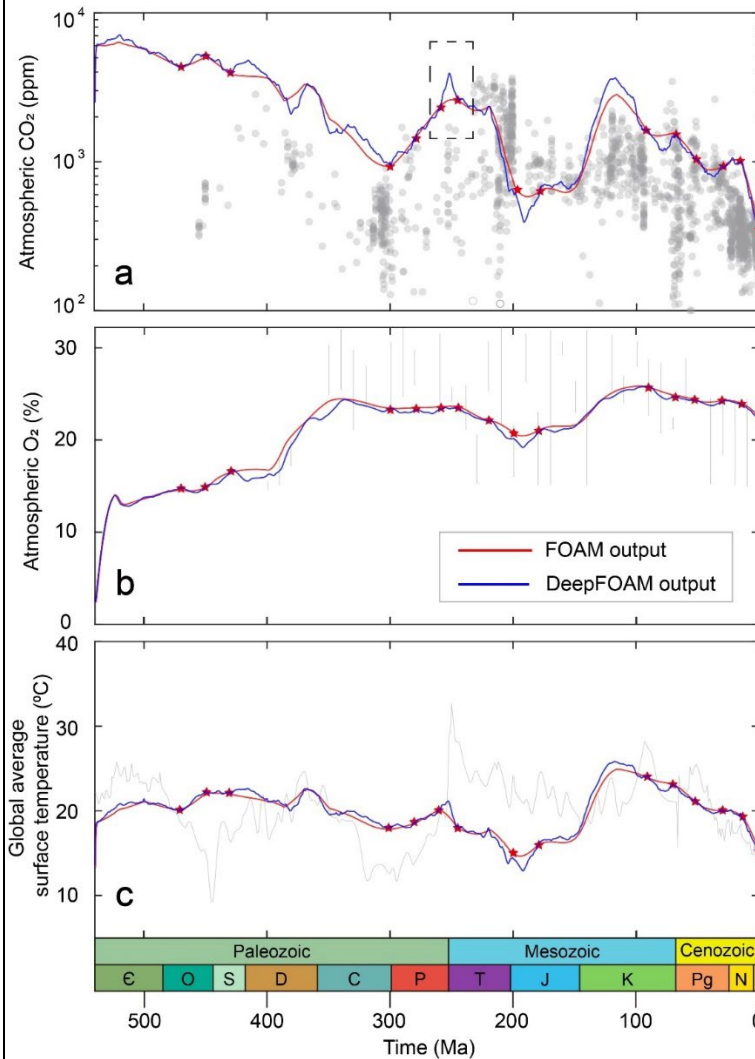 10⁴
10³
10²
Atmospheric CO₂ (ppm)
a
30
20
10
0
Atmospheric O₂ (%)
b
FOAM output
DeepFOAM output
40
30
20
10
Global average
surface temperature (ºC)
c
Paleozoic Mesozoic Cenozoic
Є O S D C P T J K Pg N
500 400 300 200 100 0
Time (Ma)